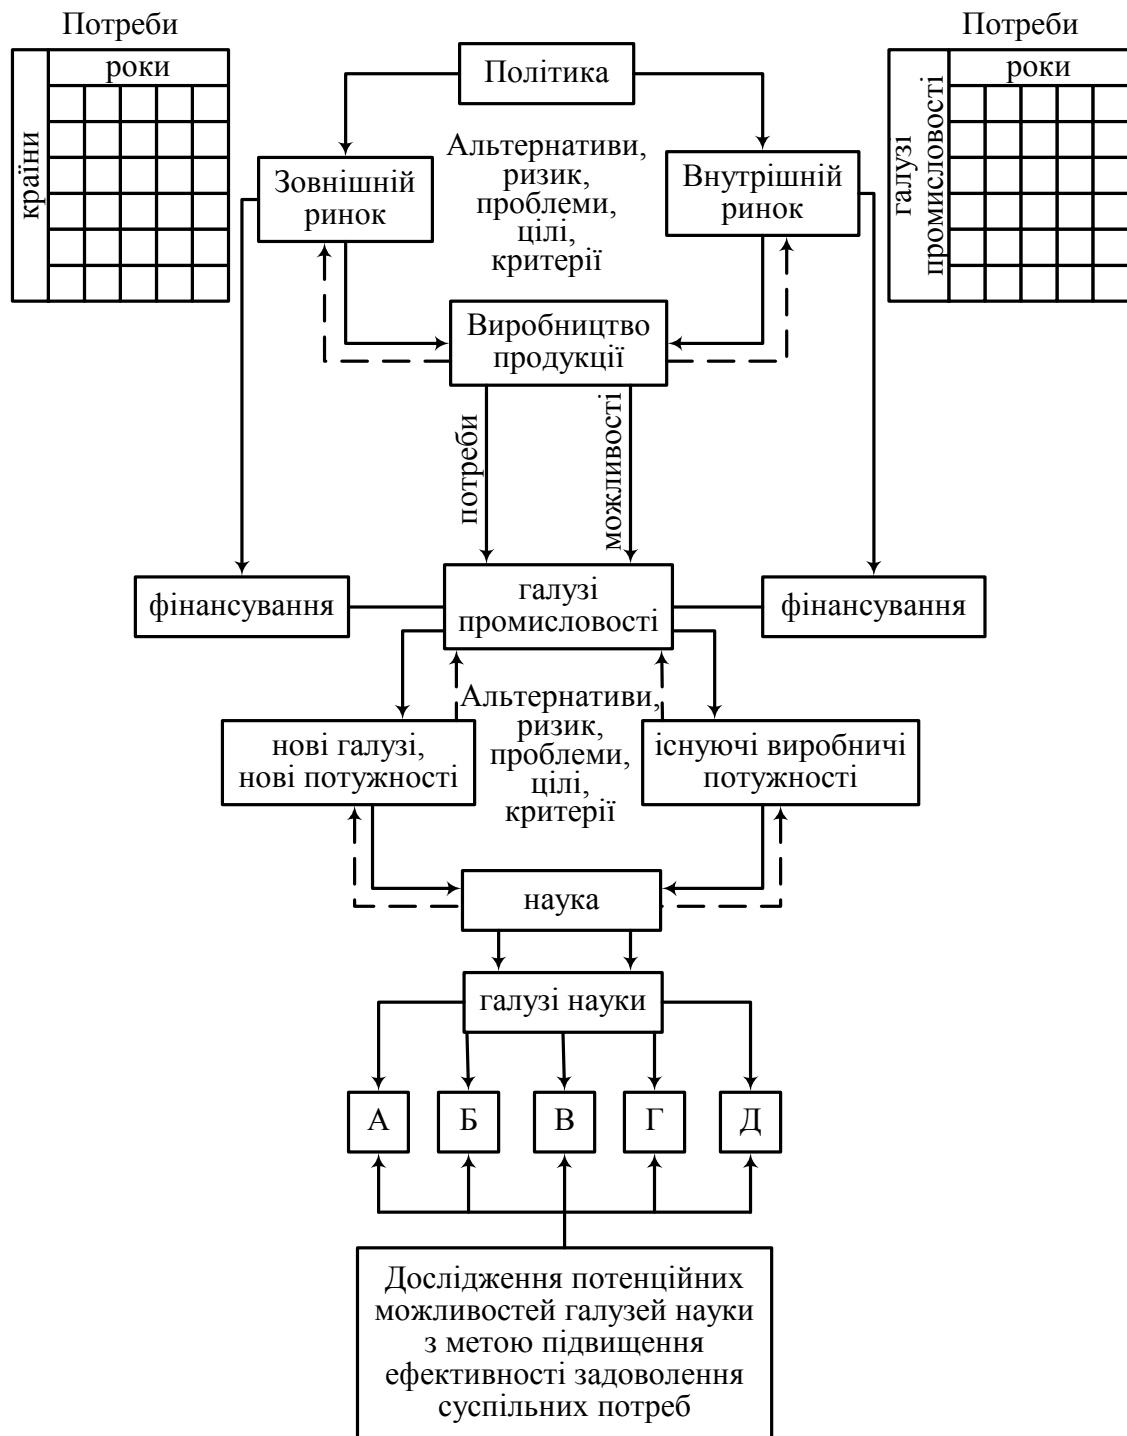 Потреби
роки
країни
Потреби
роки
галузі
промисловості
Політика
Зовнішній
ринок
Альтернативи,
ризик,
проблеми,
цілі,
критерії
Внутрішній
ринок
Виробництво
продукції
потреби
можливості
фінансування
галузі
промисловості
фінансування
нові галузі,
нові потужності
Альтернативи,
ризик,
проблеми,
цілі,
критерії
існуючі виробничі
потужності
наука
галузі науки
А
Б
В
Г
Д
Дослідження потенційних
можливостей галузей науки
з метою підвищення
ефективності задоволення
суспільних потреб